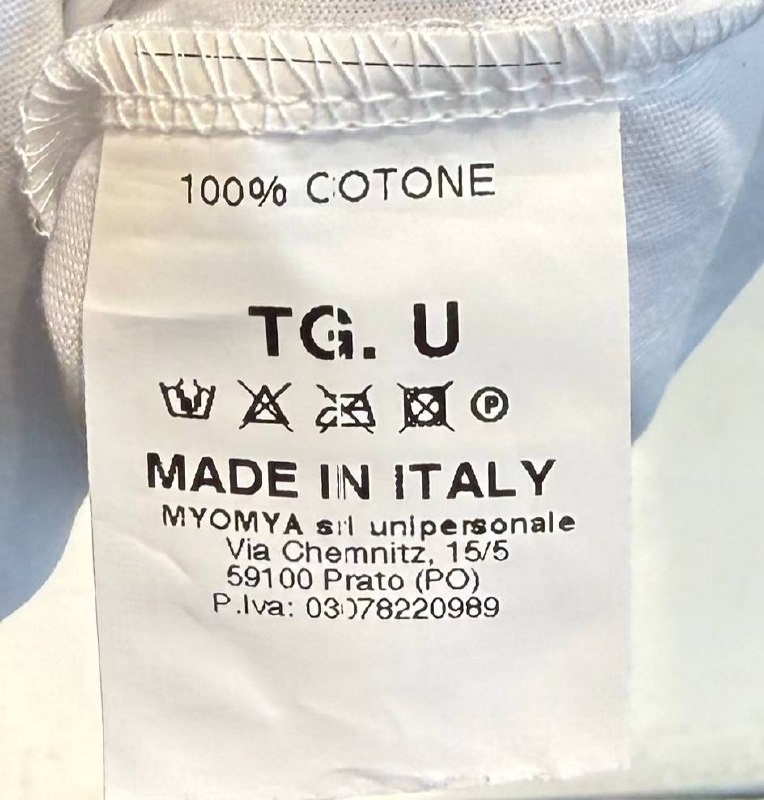 100% COTONE
TG. U
P
MADE IN ITALY
MYOMYA srl unipersonale
Via Chemnitz, 15/5
59100 Prato (PO)
P.Iva: 03078220989